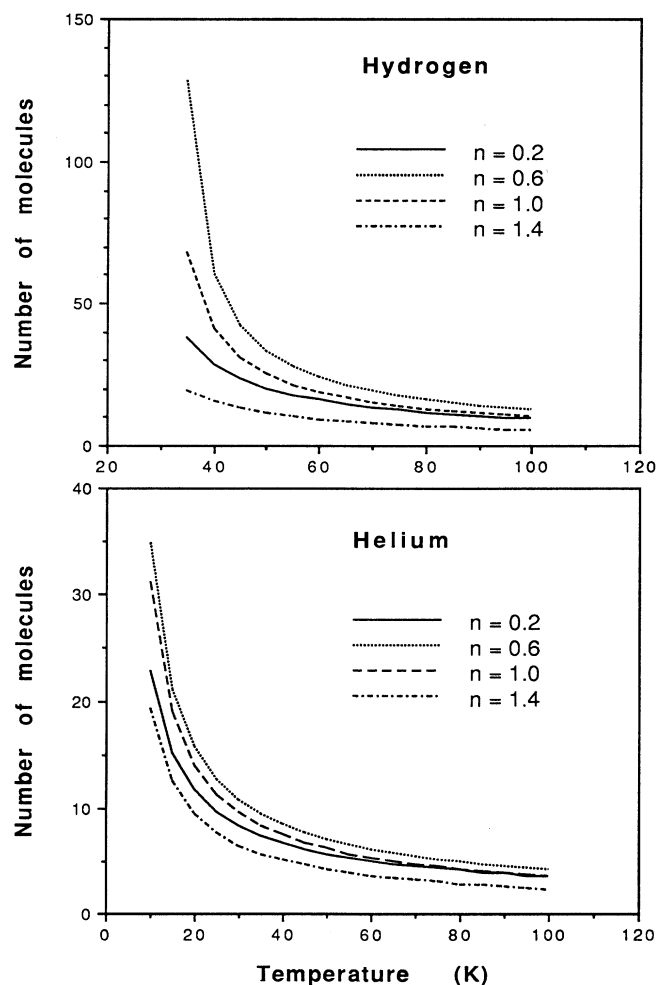 150
Hydrogen
100
n = 0.2
n = 0.6
n = 1.0
n = 1.4
50
0
20 40 60 80 100 120
Number of molecules
40
Helium
30
n = 0.2
n = 0.6
n = 1.0
n = 1.4
20
10
0
0 20 40 60 80 100 120
Number of molecules
Temperature (K)